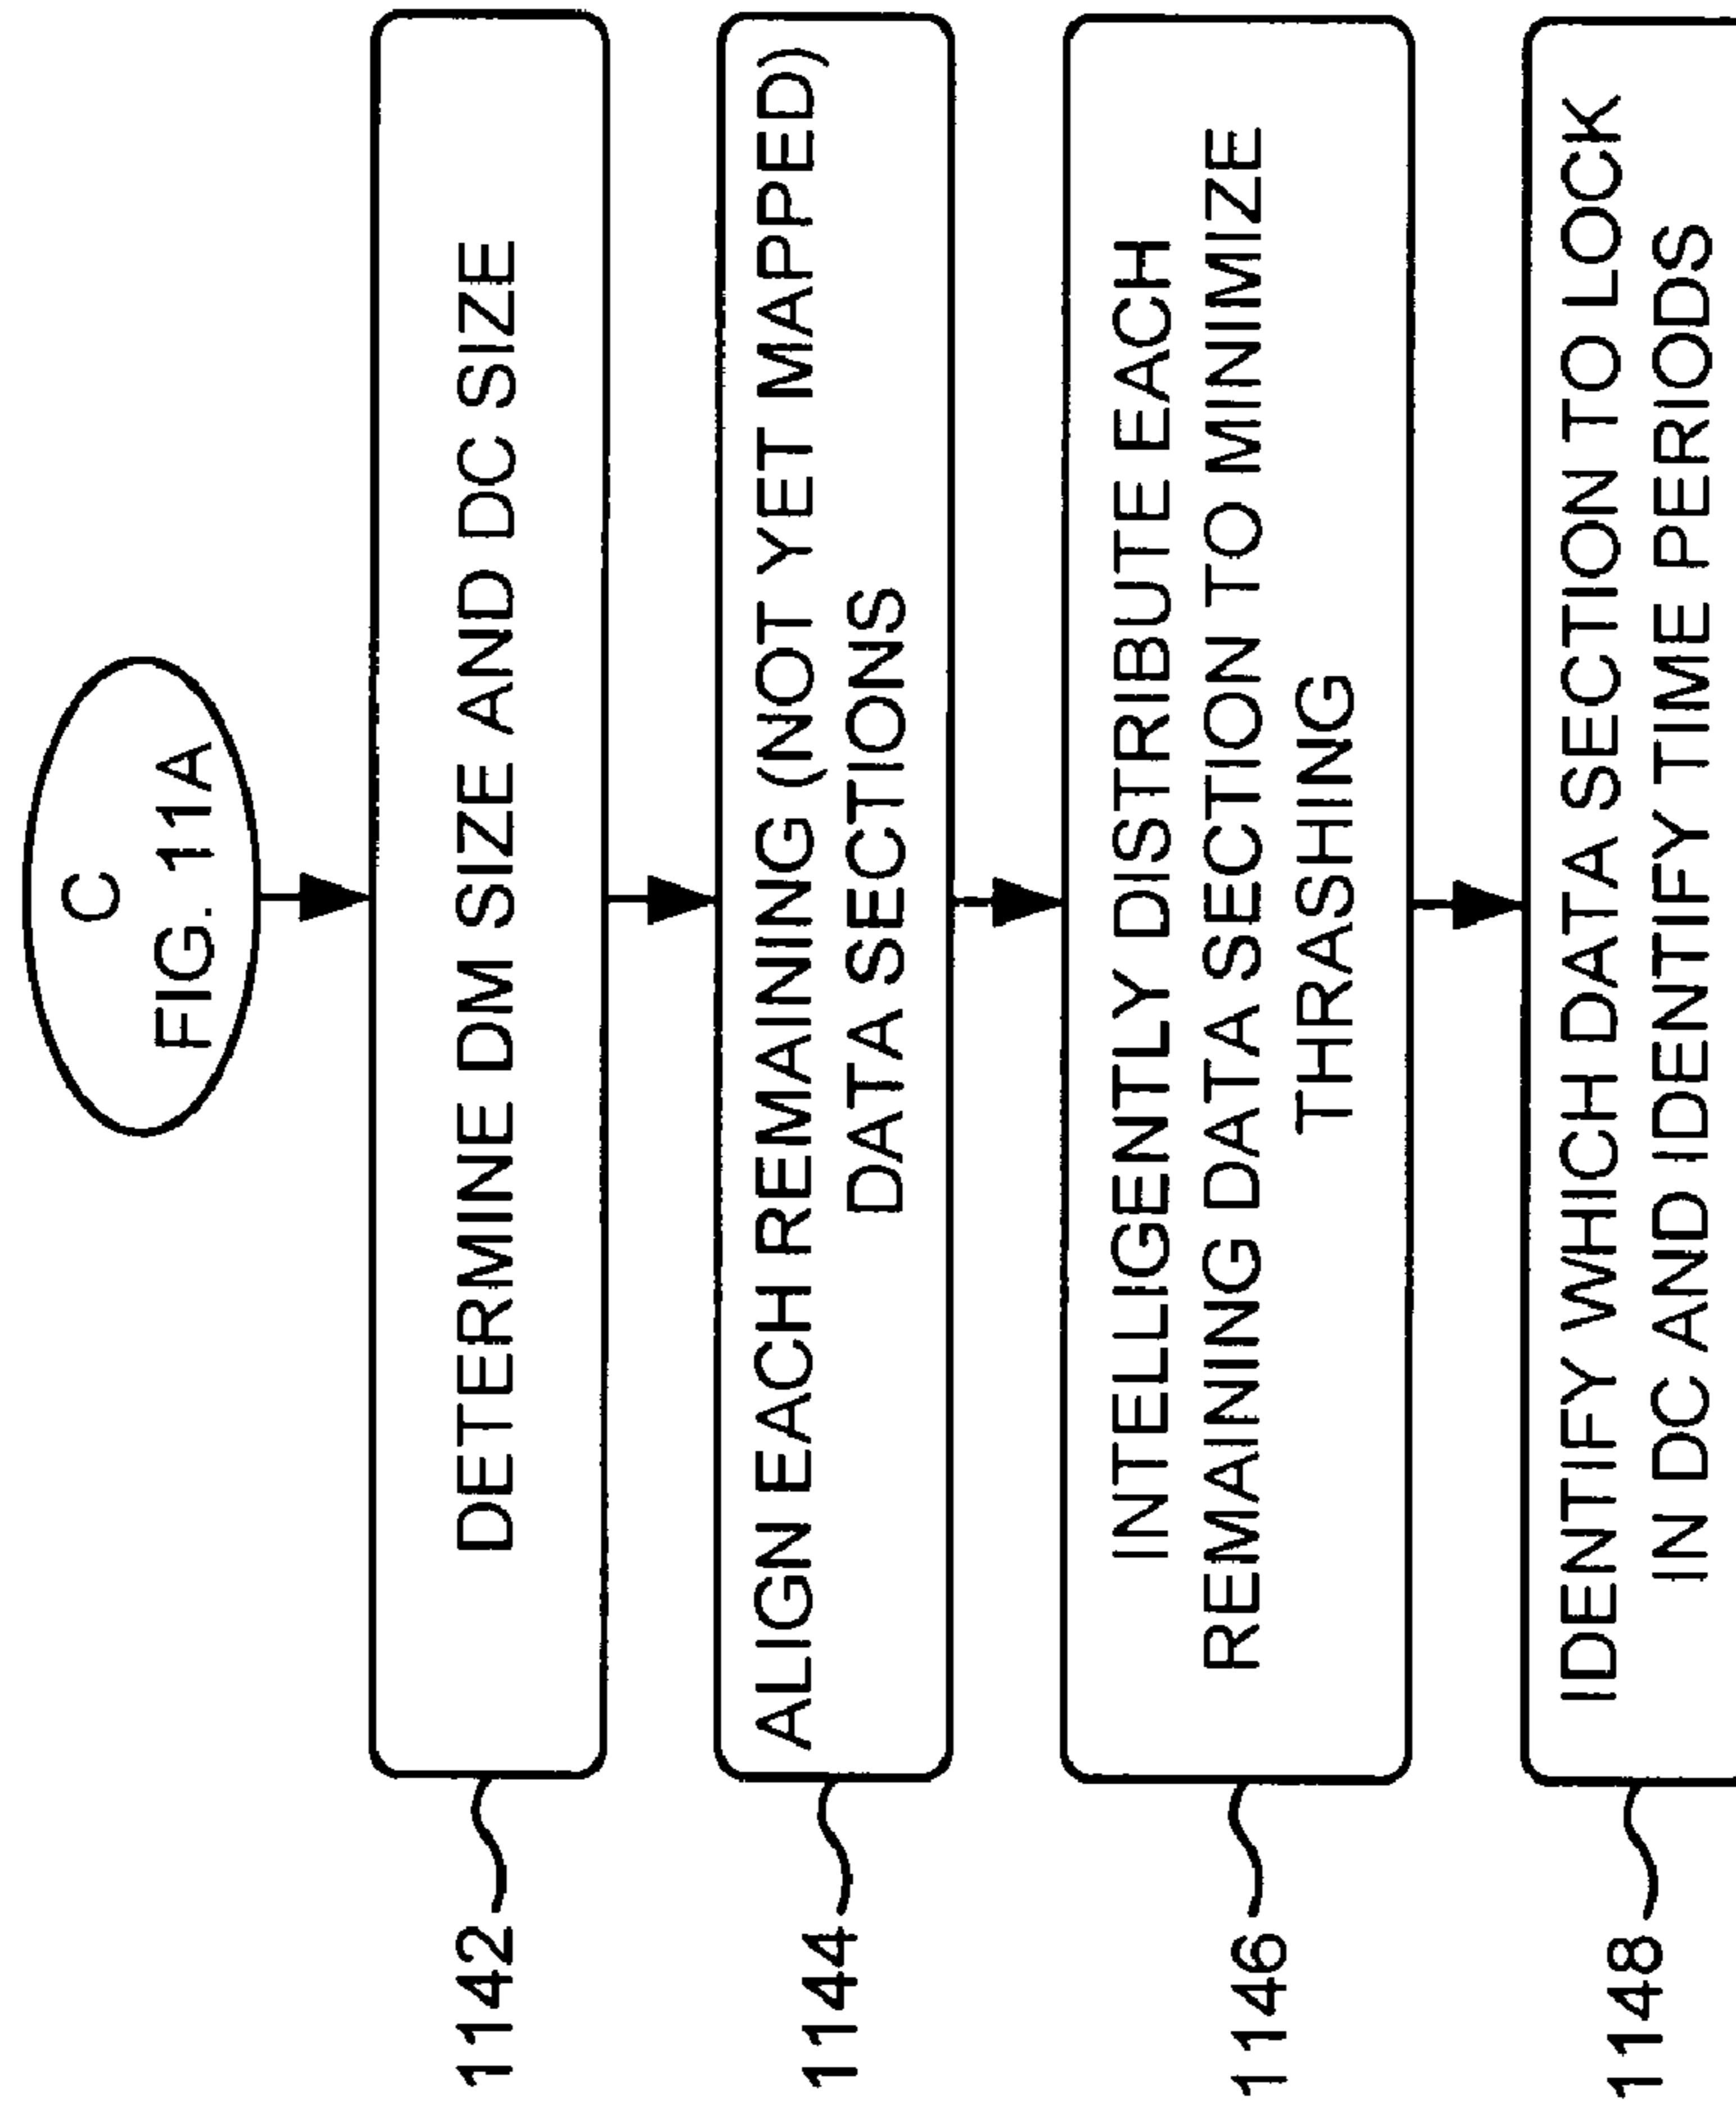 C
FIG. 11A
1142
DETERMINE DM SIZE AND DC SIZE
1144
ALIGN EACH REMAINING (NOT YET MAPPED)
DATA SECTIONS
1146
INTELLIGENTLY DISTRIBUTE EACH
REMAINING DATA SECTION TO MINIMIZE
THRASHING
1148
IDENTIFY WHICH DATA SECTION TO LOCK
IN DC AND IDENTIFY TIME PERIODS